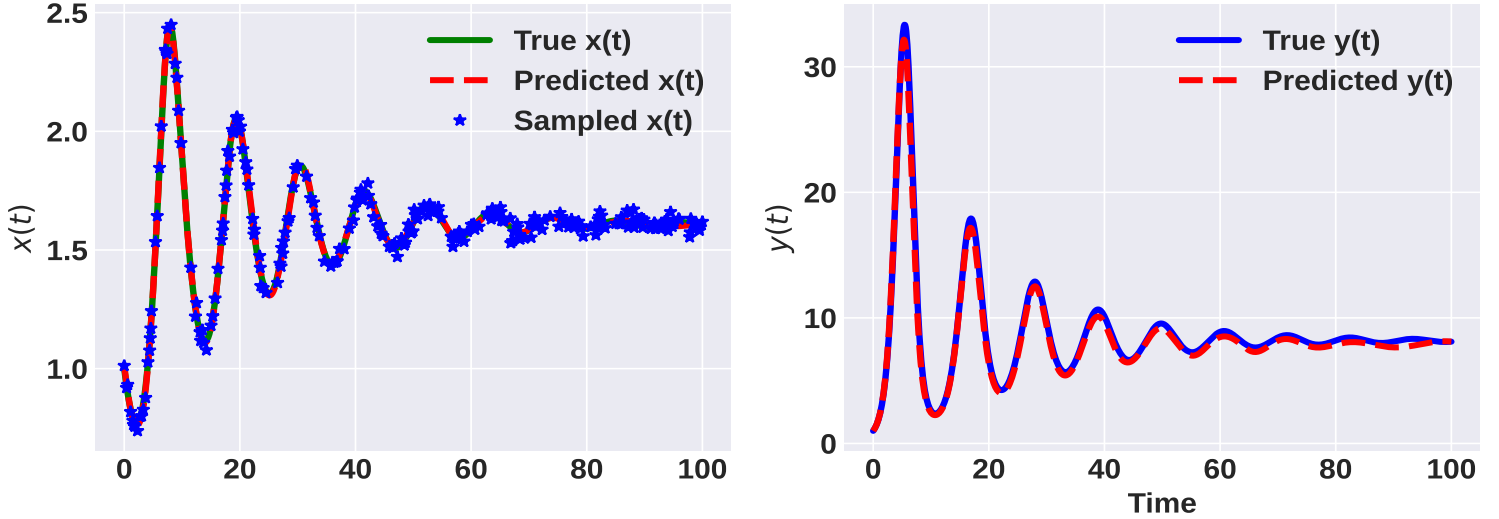 2.5
2.0
1.5
1.0
x(t)
0 20 40 60 80 100
True x(t)
Predicted x(t)
Sampled x(t)
30
20
10
0
y(t)
0 20 40 60 80 100
Time
True y(t)
Predicted y(t)